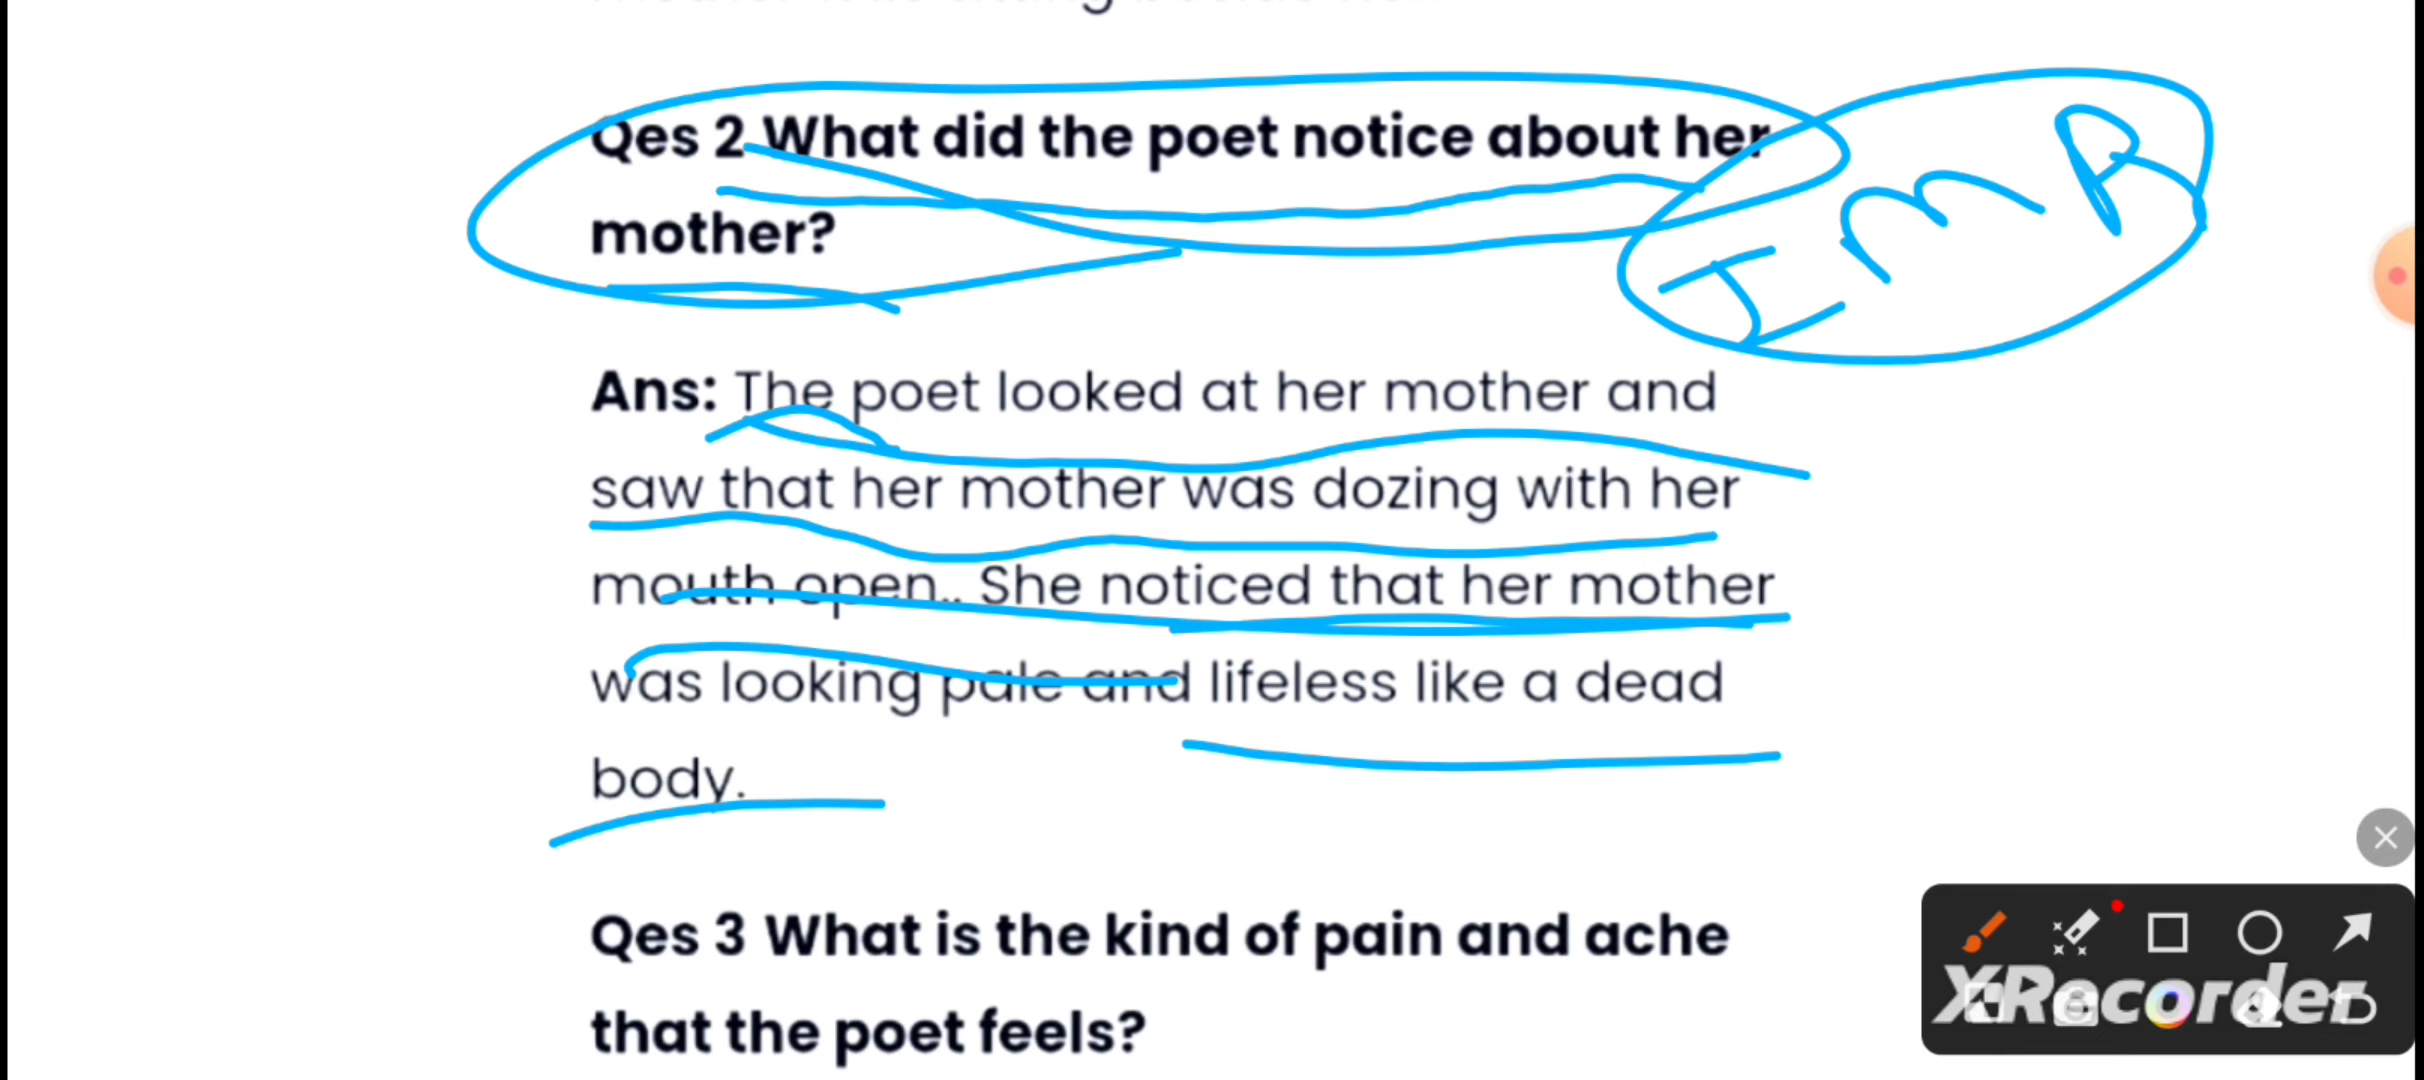 Qes 2 What did the poet notice about her
mother?
Imp
Ans: The poet looked at her mother and
saw that her mother was dozing with her
mouth open.. She noticed that her mother
was looking pale and lifeless like a dead
body.
Qes 3 What is the kind of pain and ache
that the poet feels?
XRecorder